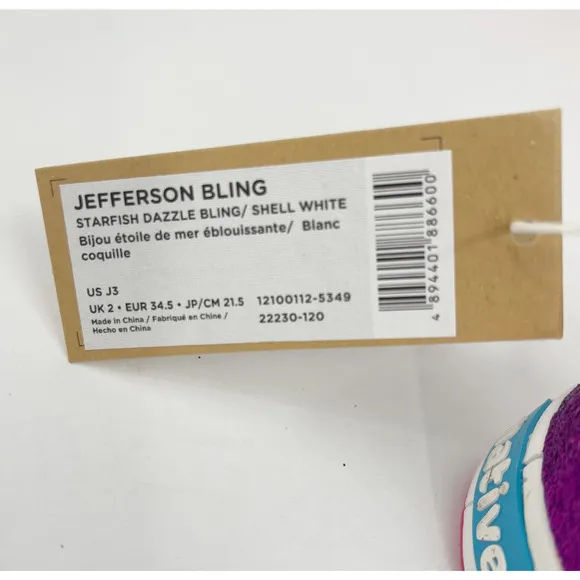 JEFFERSON BLING
STARFISH DAZZLE BLING/ SHELL WHITE
Bijou étoile de mer éblouissante/ Blanc
coquille
US J3
UK 2 • EUR 34.5 • JP/CM 21.5
12100112-5349
Made in China / Fabriqué en Chine /
Hecho en China
22230-120
4 894401 886600
ative